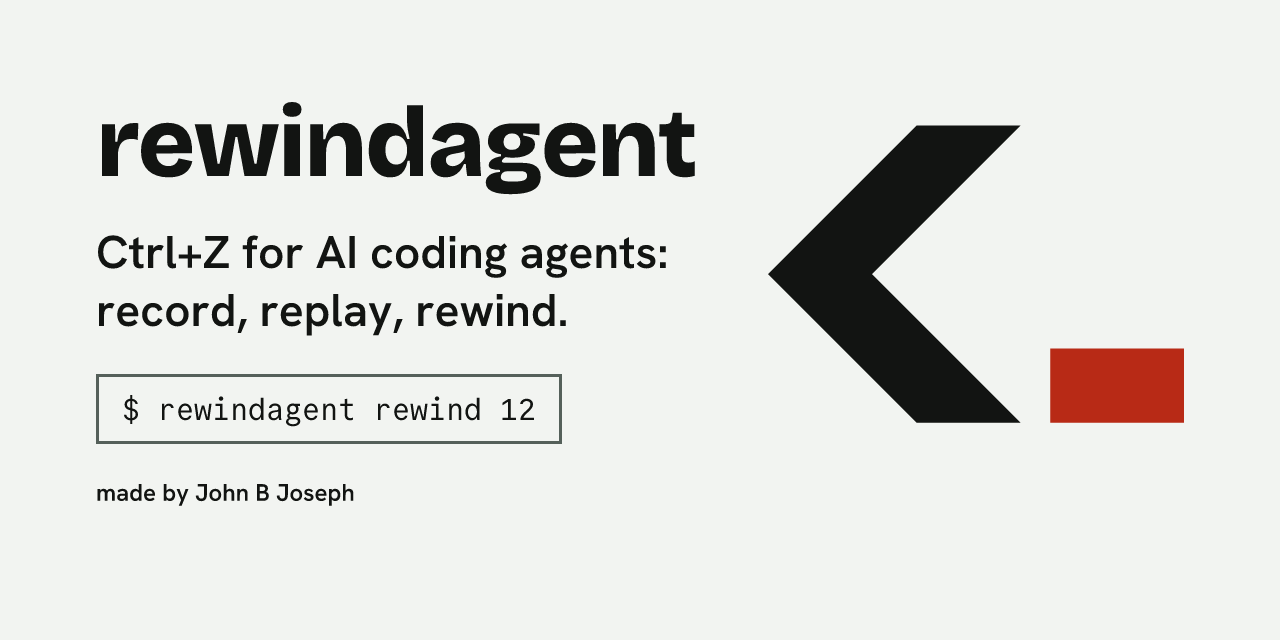 rewindagent
Ctrl+Z for AI coding agents:
record, replay, rewind.
$ rewindagent rewind 12
made by John B Joseph